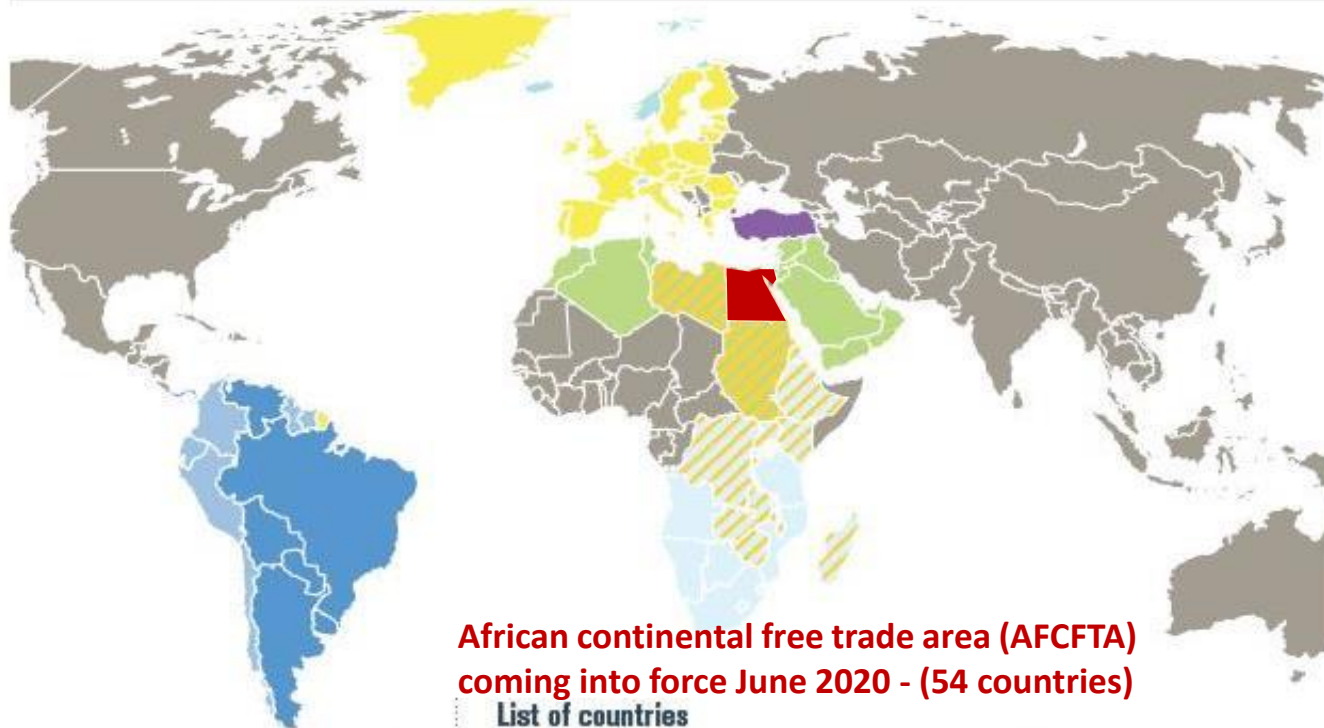 African continental free trade area (AFCFTA)
coming into force June 2020 - (54 countries)
List of countries